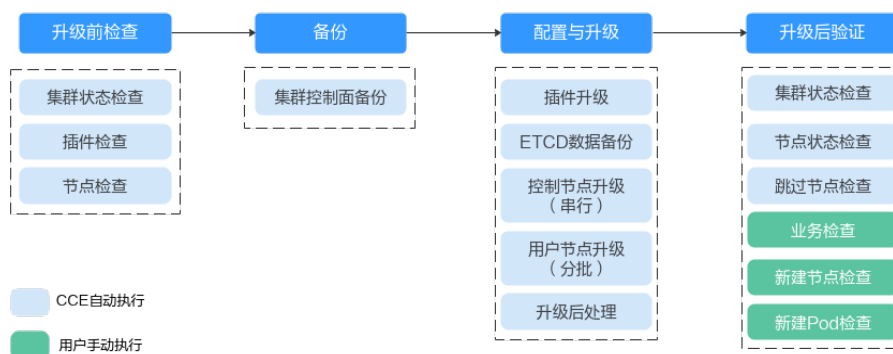 升级前检查
备份
配置与升级
升级后验证
集群状态检查
插件检查
节点检查
集群控制面备份
插件升级
ETCD数据备份
控制节点升级
（串行）
用户节点升级
（分批）
升级后处理
集群状态检查
节点状态检查
跳过节点检查
业务检查
新建节点检查
新建Pod检查
CCE自动执行
用户手动执行